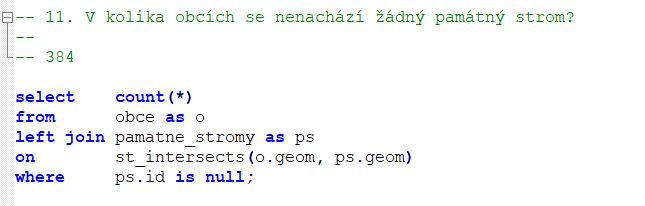 -- 11. V kolika obcích se nenachází žádný památný strom?
--
-- 384
select count(*)
from obce as o
left join pamatne_stromy as ps
on st_intersects(o.geom, ps.geom)
where ps.id is null;